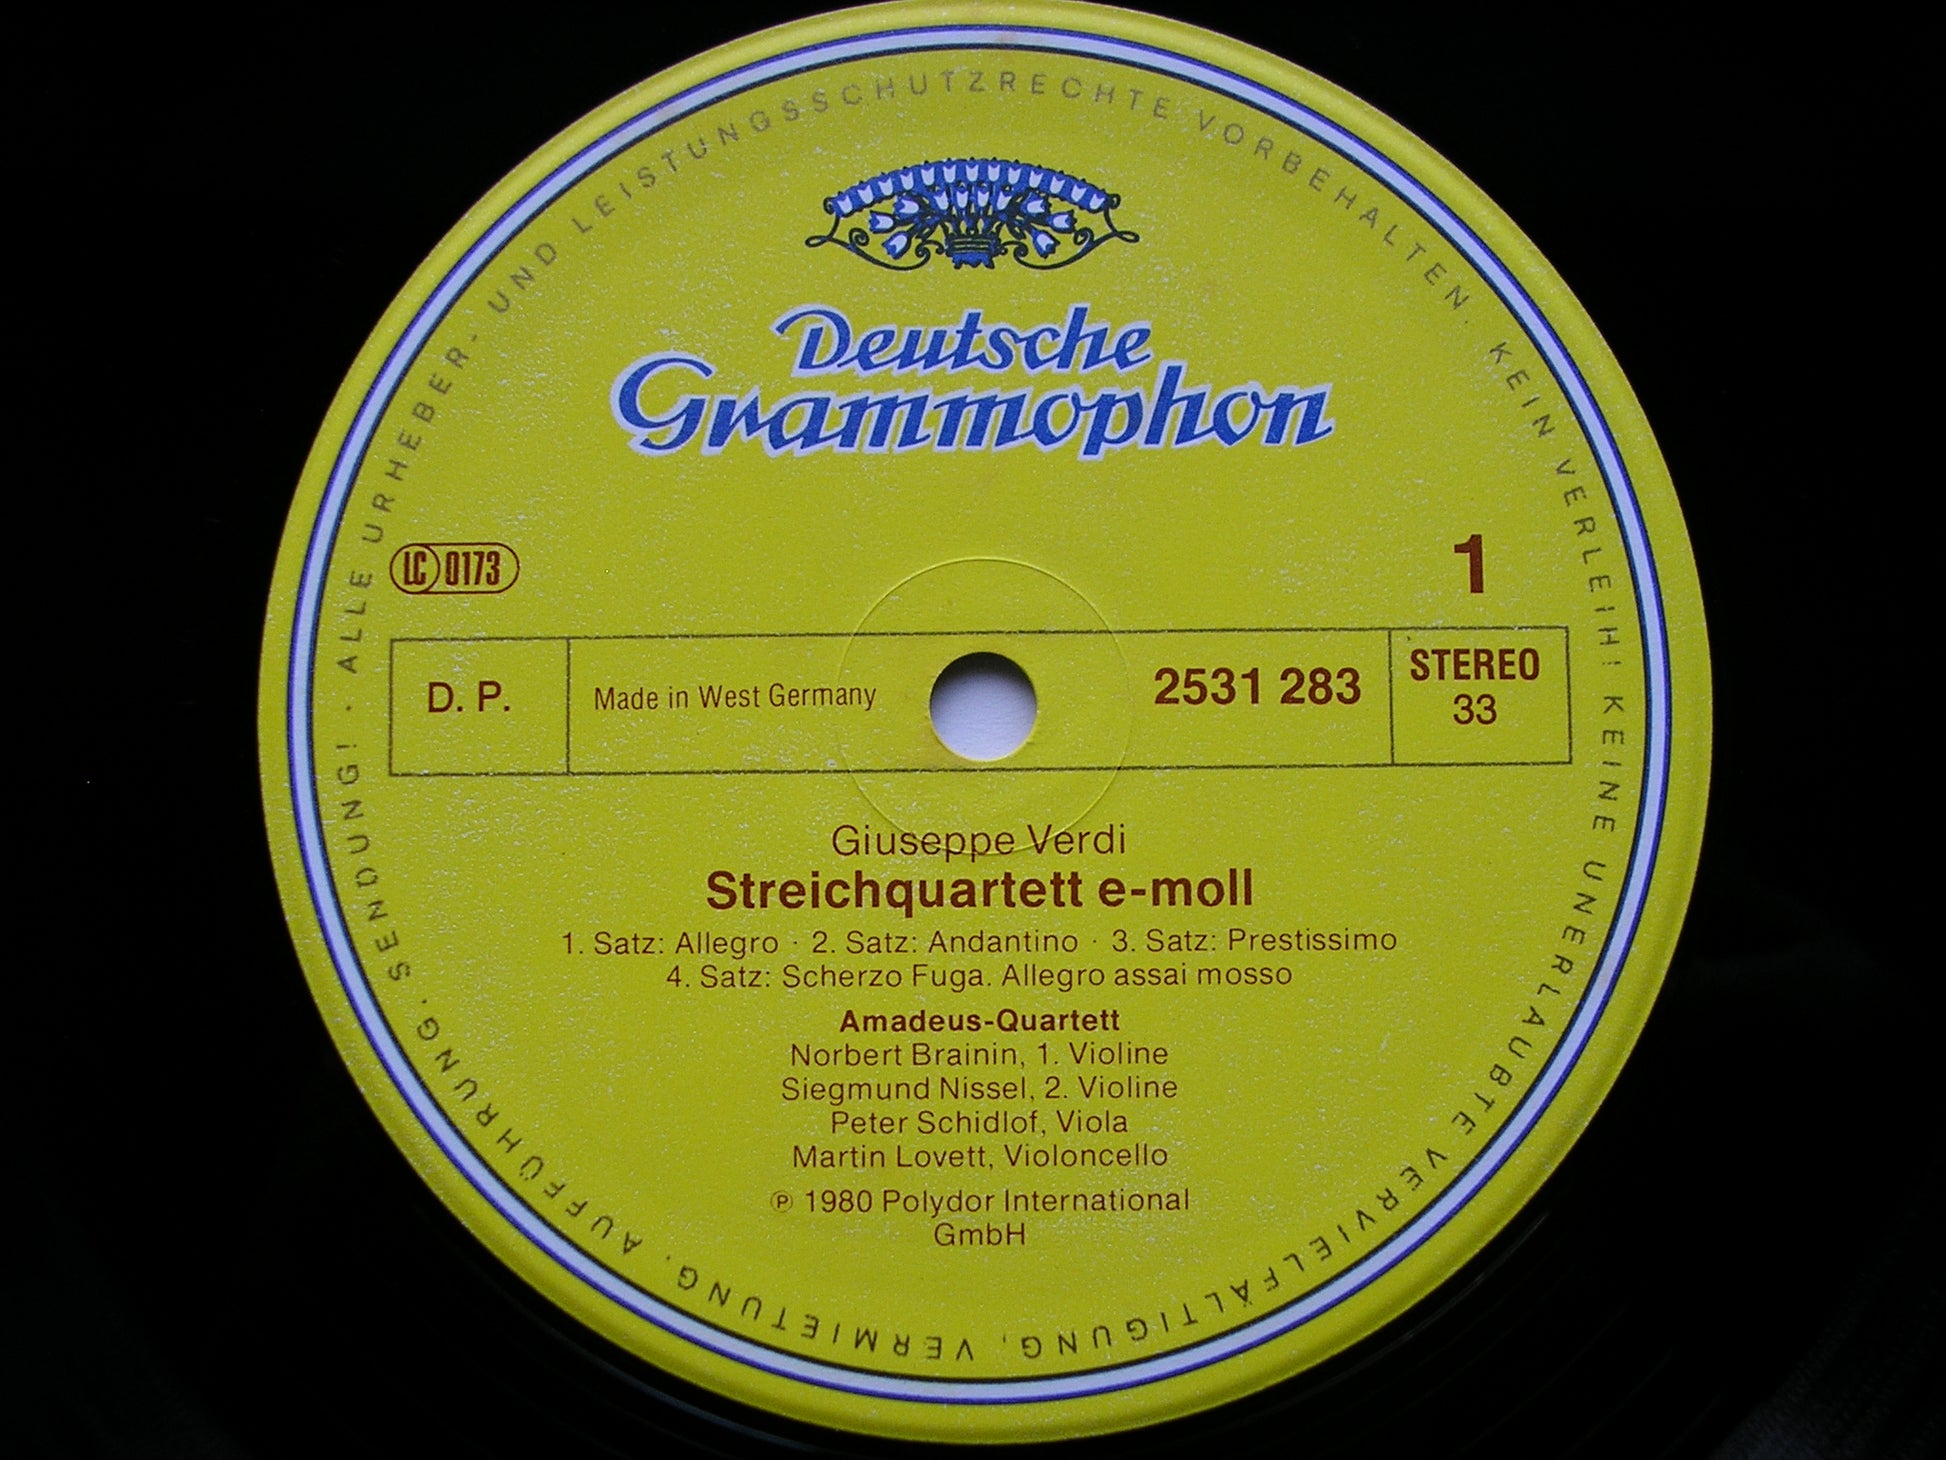 ALLE URHEBER- UND LEISTUNGSSCHUTZRECHTE VORBEHALTEN KEIN VERLEIH! KEINE UNERLAUBTE VERVIELFÄLTIGUNG, VERMIETUNG, AUFFÜHRUNG, SENDUNG! ·
Deutsche
Grammophon
LC 0173
1
D. P.
Made in West Germany
2531 283
STEREO
33
Giuseppe Verdi
Streichquartett e-moll
1. Satz: Allegro · 2. Satz: Andantino · 3. Satz: Prestissimo
4. Satz: Scherzo Fuga. Allegro assai mosso
Amadeus-Quartett
Norbert Brainin, 1. Violine
Siegmund Nissel, 2. Violine
Peter Schidlof, Viola
Martin Lovett, Violoncello
℗ 1980 Polydor International
GmbH